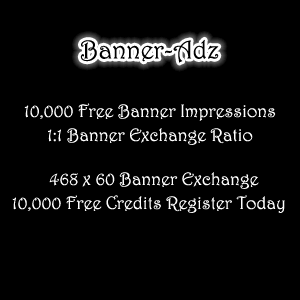 Banner-Adz
10,000 Free Banner Impressions
1:1 Banner Exchange Ratio
468 x 60 Banner Exchange
10,000 Free Credits Register Today